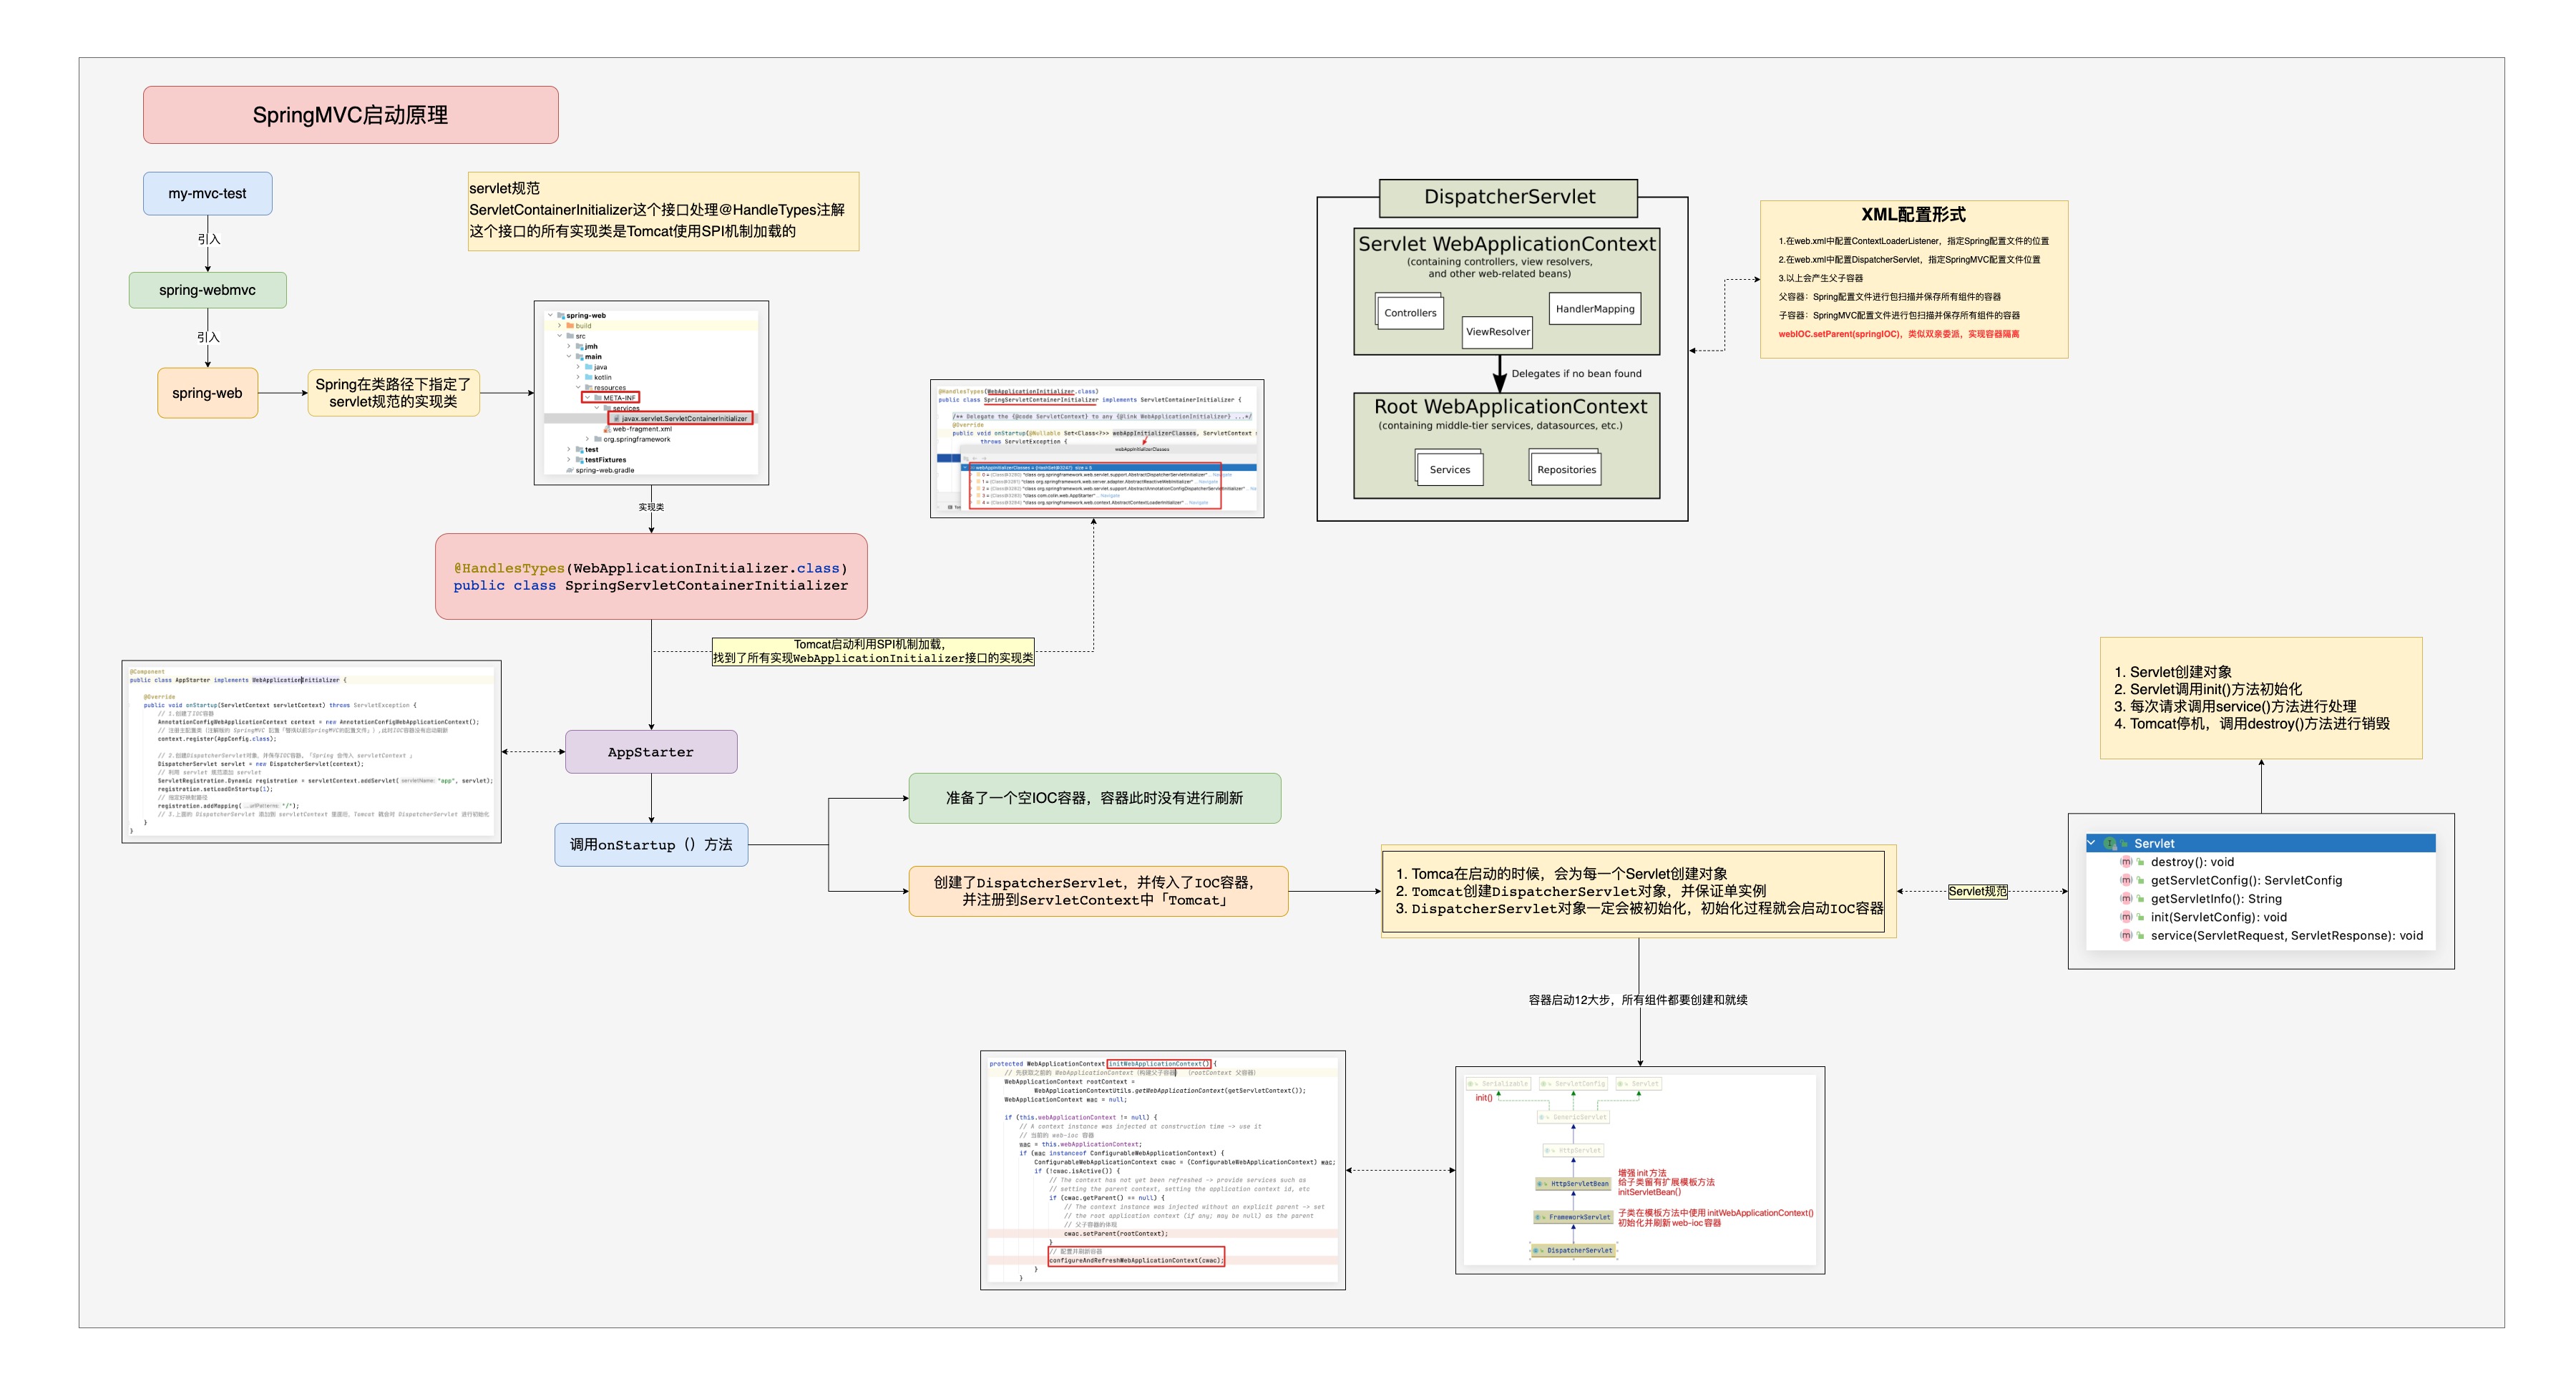 SpringMVC启动原理
my-mvc-test
引入
spring-webmvc
引入
spring-web
Spring在类路径下指定了
servlet规范的实现类
servlet规范
ServletContainerInitializer这个接口处理@HandleTypes注解
这个接口的所有实现类是Tomcat使用SPI机制加载的
spring-web
build
src
jmh
main
java
kotlin
resources
META-INF
services
javax.servlet.ServletContainerInitializer
web-fragment.xml
org.springframework
test
testFixtures
spring-web.gradle
实现类
@HandlesTypes(WebApplicationInitializer.class)
public class SpringServletContainerInitializer
Tomcat启动利用SPI机制加载，
找到了所有实现WebApplicationInitializer接口的实现类
@HandlesTypes(WebApplicationInitializer.class)
public class SpringServletContainerInitializer implements ServletContainerInitializer {
/** Delegate the {@code ServletContext} to any {@link WebApplicationInitializer} ...*/
@Override
public void onStartup(@Nullable Set<Class<?>> webAppInitializerClasses, ServletContext
throws ServletException {
webAppInitializerClasses
DispatcherServlet
Servlet WebApplicationContext
(containing controllers, view resolvers,
and other web-related beans)
Controllers
ViewResolver
HandlerMapping
Delegates if no bean found
Root WebApplicationContext
(containing middle-tier services, datasources, etc.)
Services
Repositories
XML配置形式
1.在web.xml中配置ContextLoaderListener，指定Spring配置文件的位置
2.在web.xml中配置DispatcherServlet，指定SpringMVC配置文件位置
3.以上会产生父子容器
父容器：Spring配置文件进行包扫描并保存所有组件的容器
子容器：SpringMVC配置文件进行包扫描并保存所有组件的容器
webIOC.setParent(springIOC)，类似双亲委派，实现容器隔离
@Component
public class AppStarter implements WebApplicationInitializer {
@Override
public void onStartup(ServletContext servletContext) throws ServletException {
// 1.创建了IOC容器
AnnotationConfigWebApplicationContext context = new AnnotationConfigWebApplicationContext();
context.register(AppConfig.class);
DispatcherServlet servlet = new DispatcherServlet(context);
// 利用 servlet 规范添加 servlet
ServletRegistration.Dynamic registration = servletContext.addServlet( servletName: "app", servlet);
registration.setLoadOnStartup(1);
// 指定好映射路径
registration.addMapping( ...urlPatterns: "/");
}
}
AppStarter
调用onStartup（）方法
准备了一个空IOC容器，容器此时没有进行刷新
创建了DispatcherServlet，并传入了IOC容器，
并注册到ServletContext中「Tomcat」
1. Tomca在启动的时候，会为每一个Servlet创建对象
2. Tomcat创建DispatcherServlet对象，并保证单实例
3. DispatcherServlet对象一定会被初始化，初始化过程就会启动IOC容器
Servlet规范
1. Servlet创建对象
2. Servlet调用init()方法初始化
3. 每次请求调用service()方法进行处理
4. Tomcat停机，调用destroy()方法进行销毁
Servlet
destroy(): void
getServletConfig(): ServletConfig
getServletInfo(): String
init(ServletConfig): void
service(ServletRequest, ServletResponse): void
容器启动12大步，所有组件都要创建和就续
protected WebApplicationContext initWebApplicationContext() {
// 先获取之前的 WebApplicationContext（构建父子容器） （rootContext 父容器）
WebApplicationContext rootContext =
WebApplicationContextUtils.getWebApplicationContext(getServletContext());
WebApplicationContext wac = null;
if (this.webApplicationContext != null) {
// A context instance was injected at construction time -> use it
// 当前的 web-ioc 容器
wac = this.webApplicationContext;
if (wac instanceof ConfigurableWebApplicationContext) {
ConfigurableWebApplicationContext cwac = (ConfigurableWebApplicationContext) wac;
if (!cwac.isActive()) {
// The context has not yet been refreshed -> provide services such as
// setting the parent context, setting the application context id, etc
if (cwac.getParent() == null) {
// The context instance was injected without an explicit parent -> set
// the root application context (if any; may be null) as the parent
// 父子容器的体现
cwac.setParent(rootContext);
}
// 配置并刷新容器
configureAndRefreshWebApplicationContext(cwac);
}
}
Serializable
ServletConfig
Servlet
init()
GenericServlet
HttpServlet
HttpServletBean
增强 init 方法
给子类留有扩展模板方法
initServletBean()
FrameworkServlet
子类在模板方法中使用 initWebApplicationContext()
初始化并刷新 web-ioc 容器
DispatcherServlet